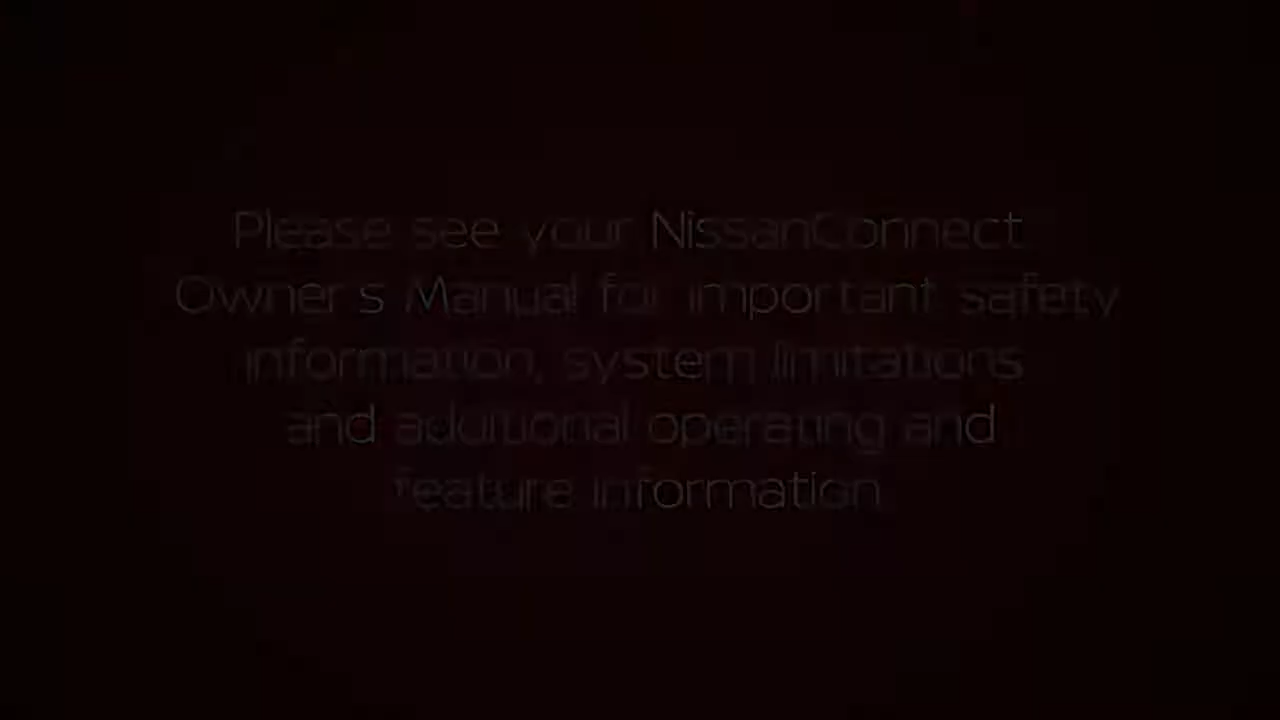 Please see your NissanConnect
Owner's Manual for important safety
information, system limitations
and additional operating and
feature information